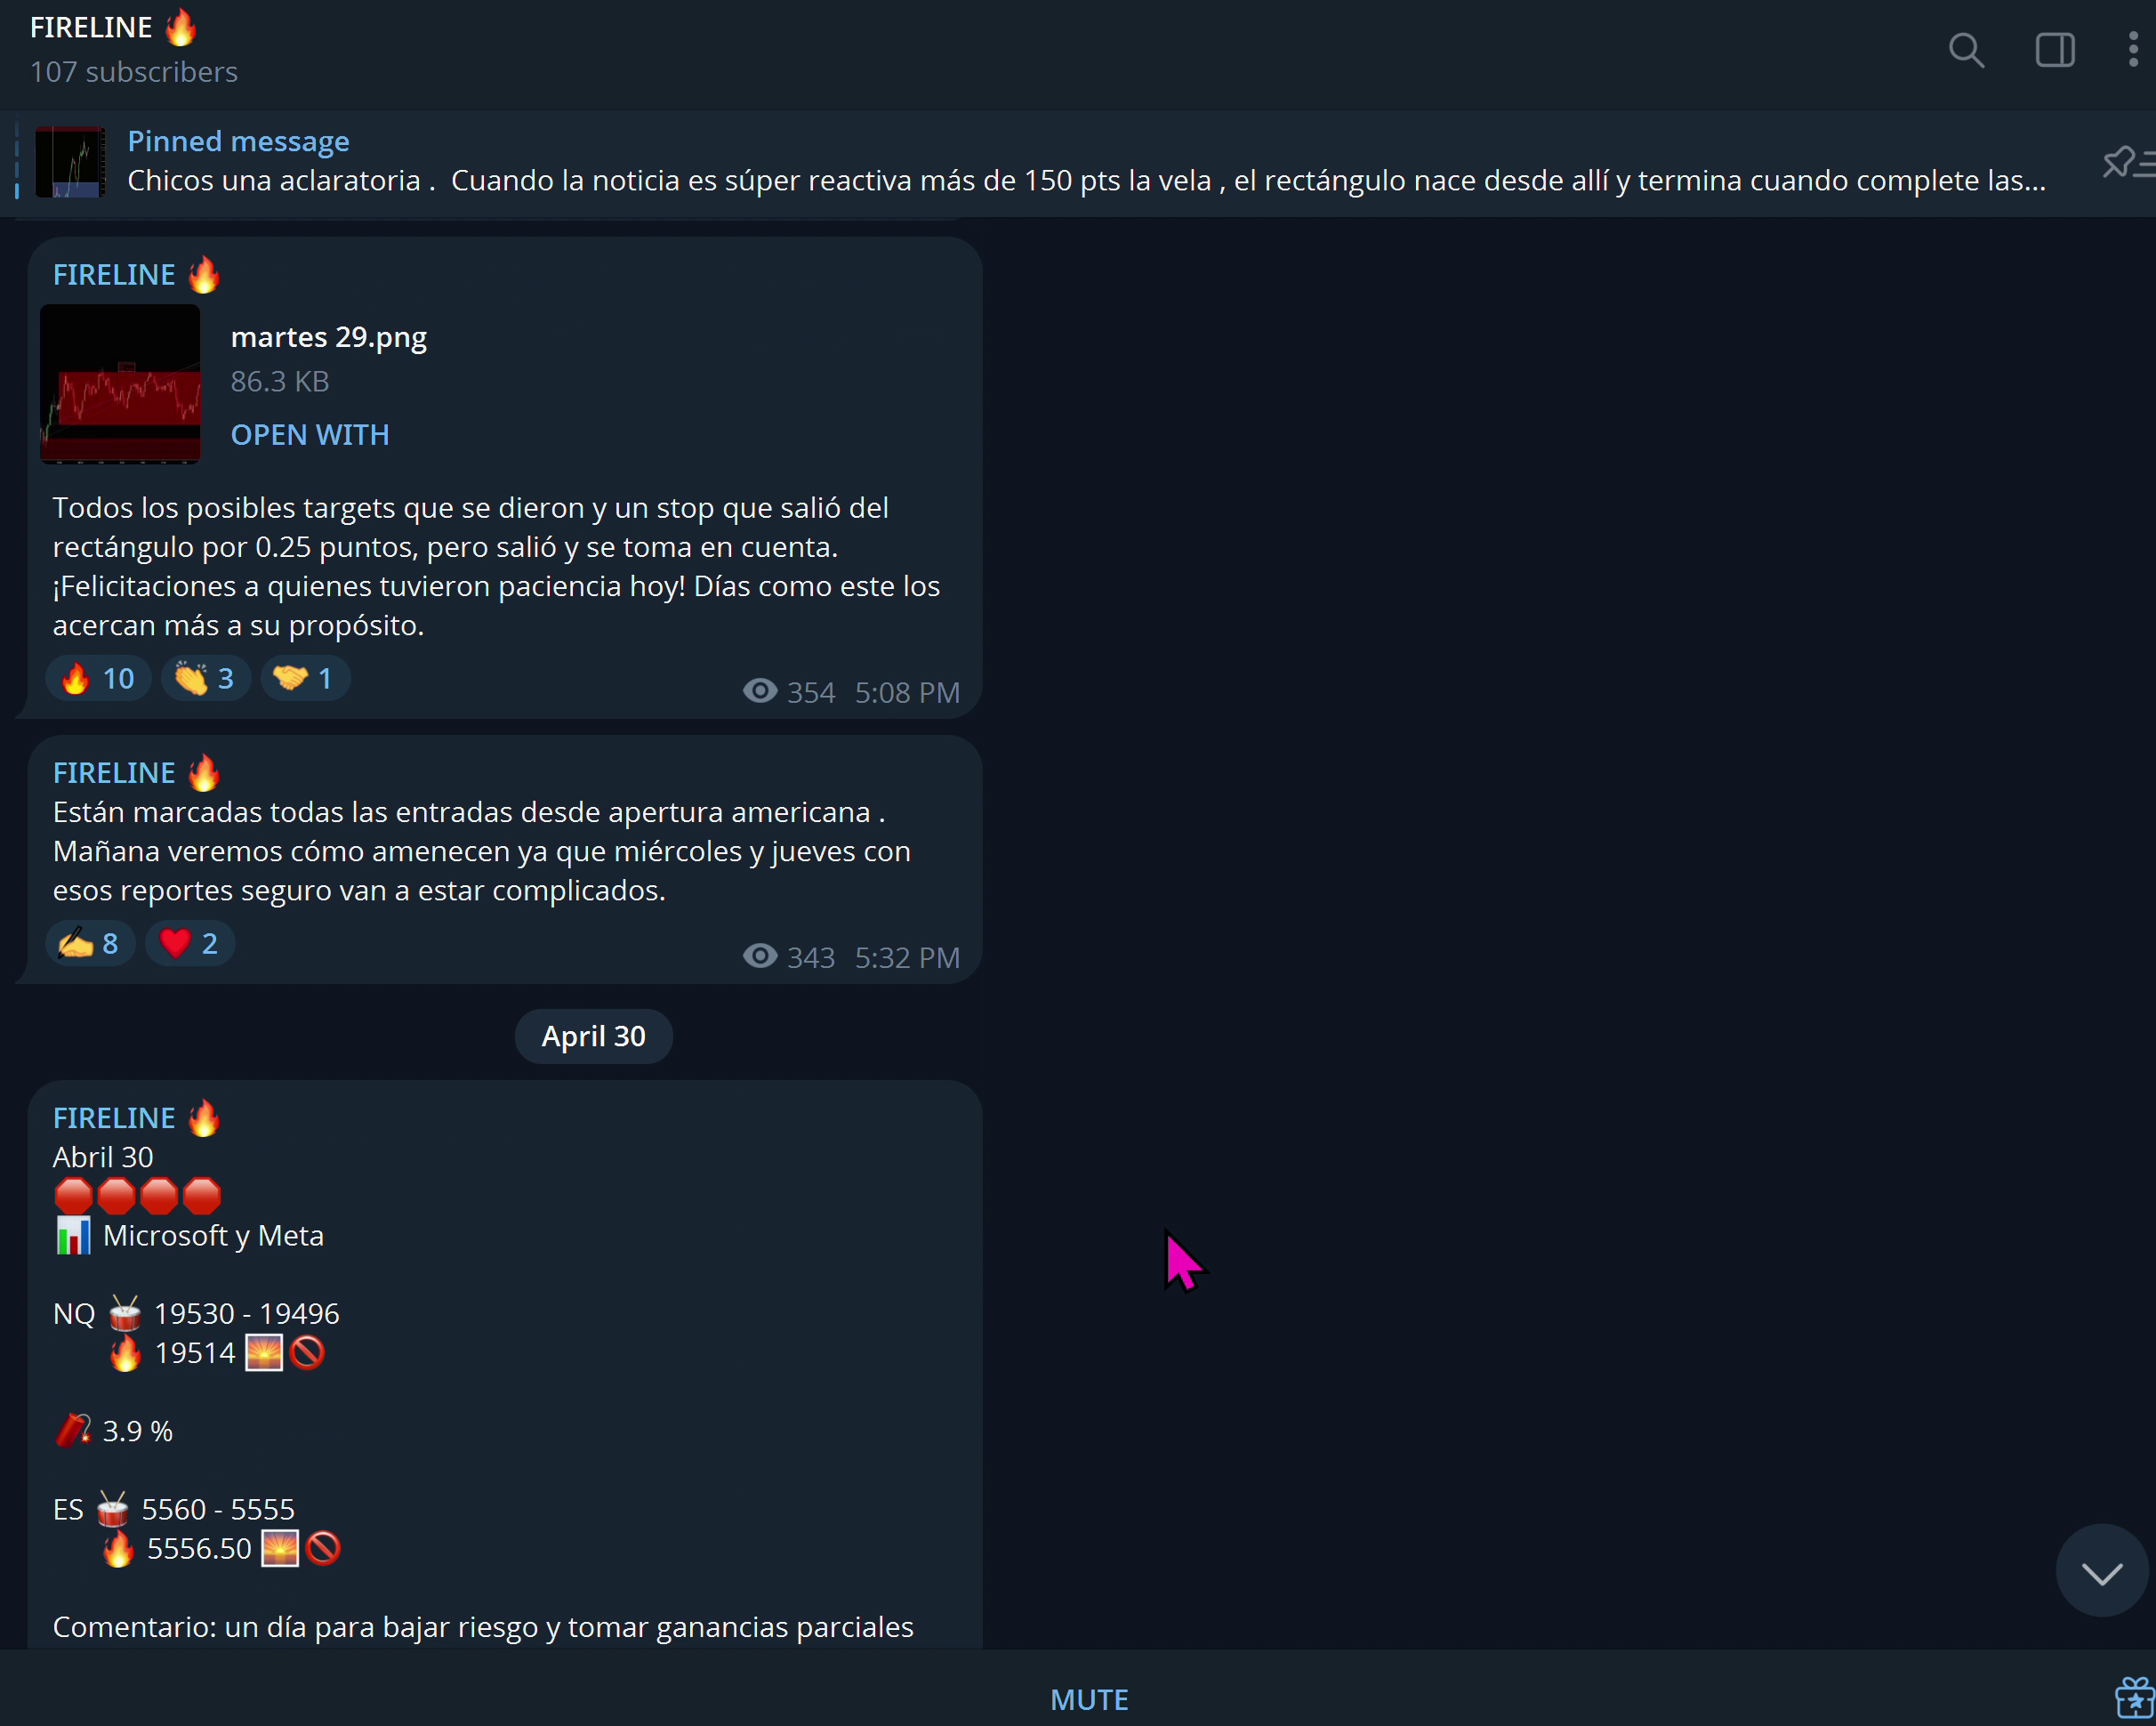 FIRELINE 🔥
107 subscribers
Pinned message
Chicos una aclaratoria .  Cuando la noticia es súper reactiva más de 150 pts la vela , el rectángulo nace desde allí y termina cuando complete las...
FIRELINE 🔥
martes 29.png
86.3 KB
OPEN WITH
Todos los posibles targets que se dieron y un stop que salió del
rectángulo por 0.25 puntos, pero salió y se toma en cuenta.
¡Felicitaciones a quienes tuvieron paciencia hoy! Días como este los
acercan más a su propósito.
🔥 10 👏 3 🤝 1
354 5:08 PM
FIRELINE 🔥
Están marcadas todas las entradas desde apertura americana .
Mañana veremos cómo amenecen ya que miércoles y jueves con
esos reportes seguro van a estar complicados.
✍️ 8 ❤️ 2
343 5:32 PM
April 30
FIRELINE 🔥
Abril 30
🛑🛑🛑🛑
📊 Microsoft y Meta
NQ 🥁 19530 - 19496
🔥 19514 🌅🚫
🧨 3.9 %
ES 🥁 5560 - 5555
🔥 5556.50 🌅🚫
Comentario: un día para bajar riesgo y tomar ganancias parciales
MUTE